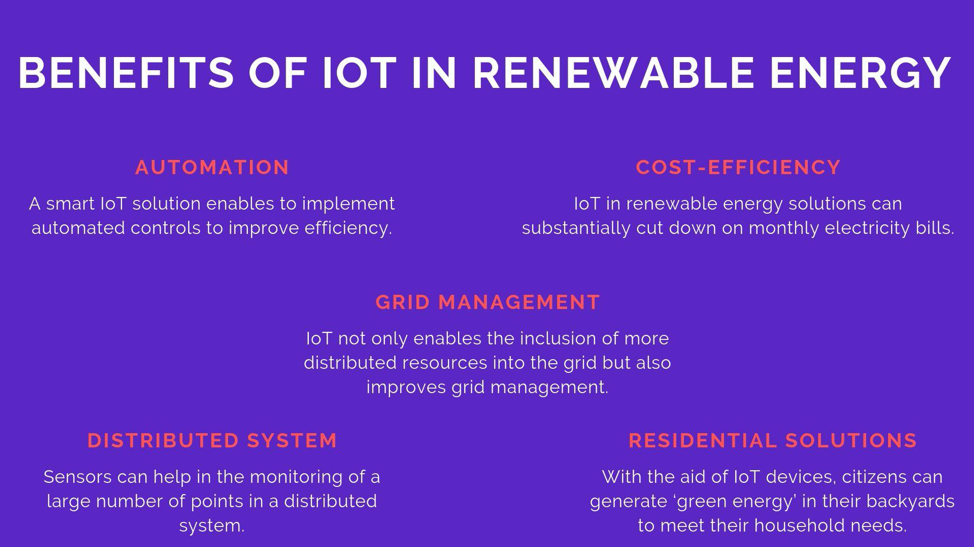 BENEFITS OF IOT IN RENEWABLE ENERGY
AUTOMATION
A smart IoT solution enables to implement
automated controls to improve efficiency.
COST-EFFICIENCY
IoT in renewable energy solutions can
substantially cut down on monthly electricity bills.
GRID MANAGEMENT
IoT not only enables the inclusion of more
distributed resources into the grid but also
improves grid management.
DISTRIBUTED SYSTEM
Sensors can help in the monitoring of a
large number of points in a distributed
system.
RESIDENTIAL SOLUTIONS
With the aid of IoT devices, citizens can
generate ‘green energy’ in their backyards
to meet their household needs.